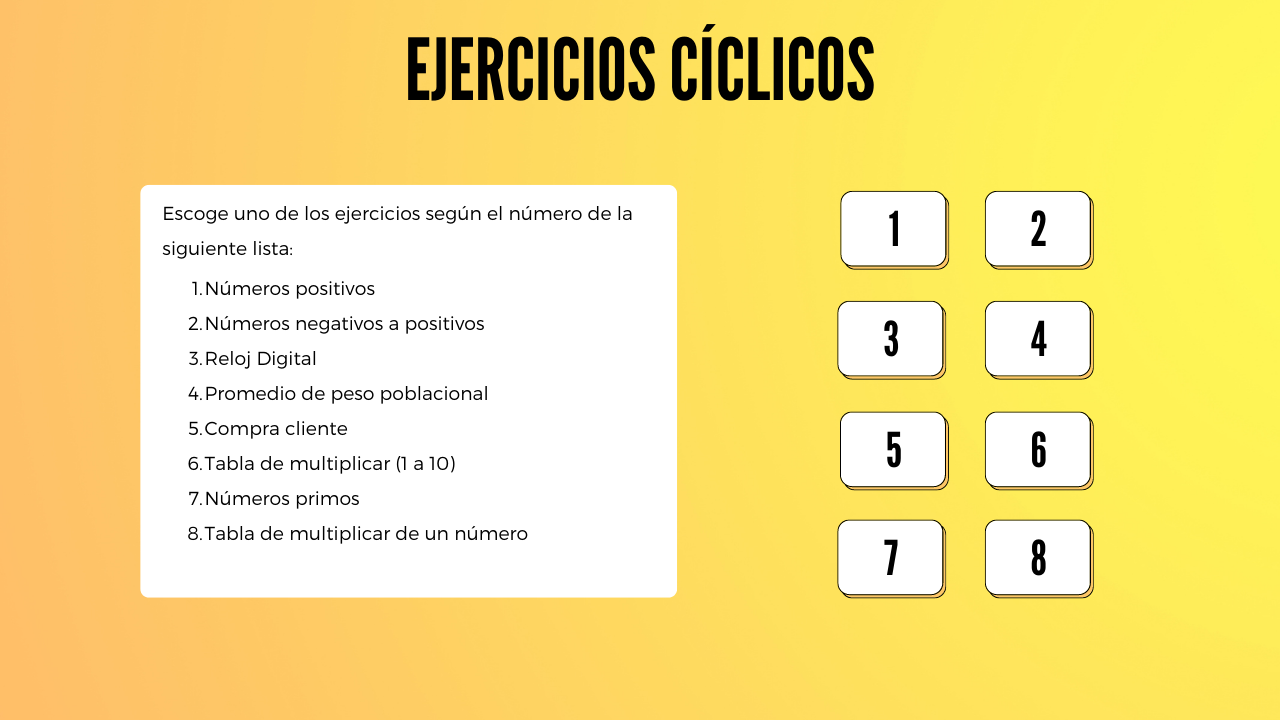 EJERCICIOS CÍCLICOS
Escoge uno de los ejercicios según el número de la
siguiente lista:
1. Números positivos
2. Números negativos a positivos
3. Reloj Digital
4. Promedio de peso poblacional
5. Compra cliente
6. Tabla de multiplicar (1 a 10)
7. Números primos
8. Tabla de multiplicar de un número
1 2
3 4
5 6
7 8